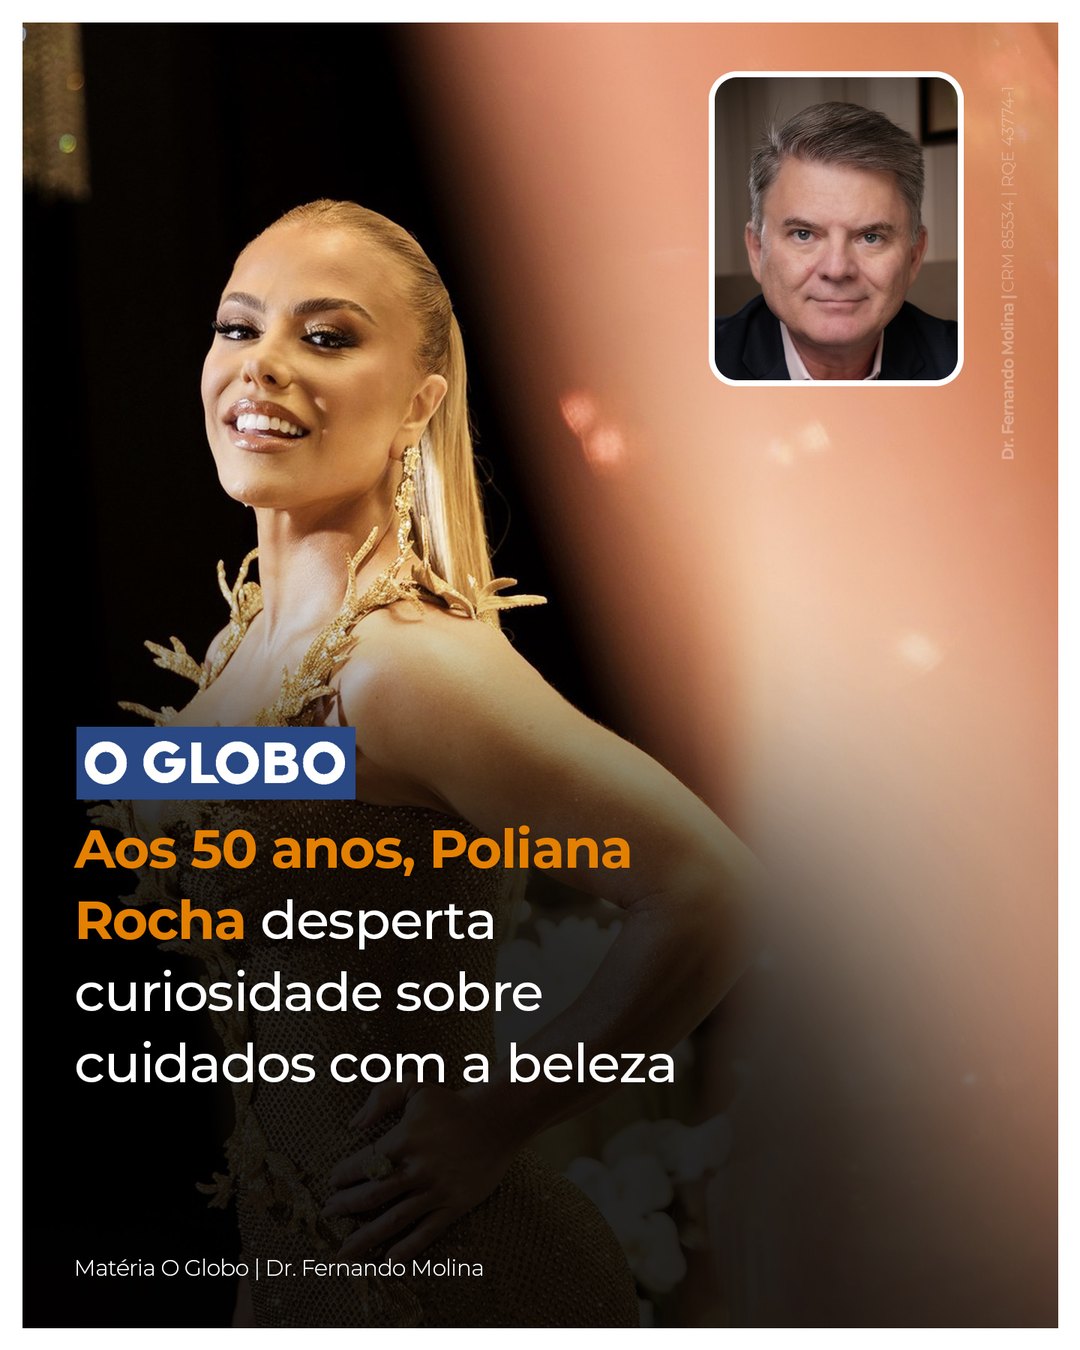 Dr. Fernando Molina | CRM 85534 | RQE 43774-1
O GLOBO
Aos 50 anos, Poliana
Rocha desperta
curiosidade sobre
cuidados com a beleza
Matéria O Globo | Dr. Fernando Molina